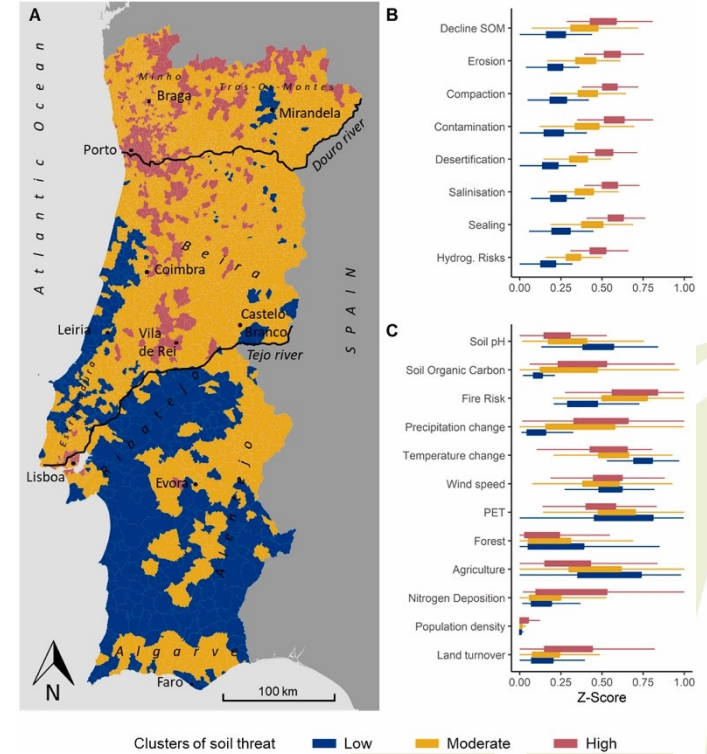 A
Atlantic Ocean
Minho
Tras-Os-Montes
Braga
Mirandela
Porto
Douro river
Beira
Coimbra
SPAIN
Castelo
Branco
Leiria
Vila
de Rei
Tejo river
Estremadura
Ribatejo
Lisboa
Evora
Alentejo
Algarve
Faro
N
100 km
B
Decline SOM
Erosion
Compaction
Contamination
Desertification
Salinisation
Sealing
Hydrog. Risks
0.00 0.25 0.50 0.75 1.00
C
Soil pH
Soil Organic Carbon
Fire Risk
Precipitation change
Temperature change
Wind speed
PET
Forest
Agriculture
Nitrogen Deposition
Population density
Land turnover
0.00 0.25 0.50 0.75 1.00
Z-Score
Clusters of soil threat Low Moderate High